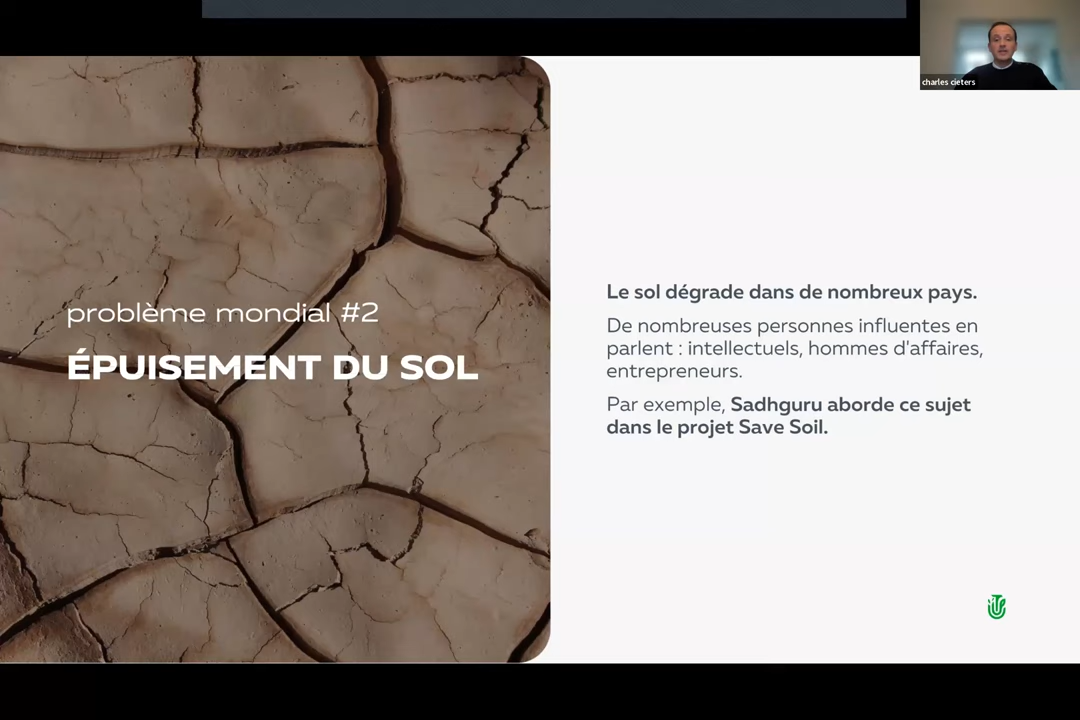 charles cieters
problème mondial #2
ÉPUISEMENT DU SOL
Le sol dégrade dans de nombreux pays.
De nombreuses personnes influentes en
parlent : intellectuels, hommes d'affaires,
entrepreneurs.
Par exemple, Sadhguru aborde ce sujet
dans le projet Save Soil.